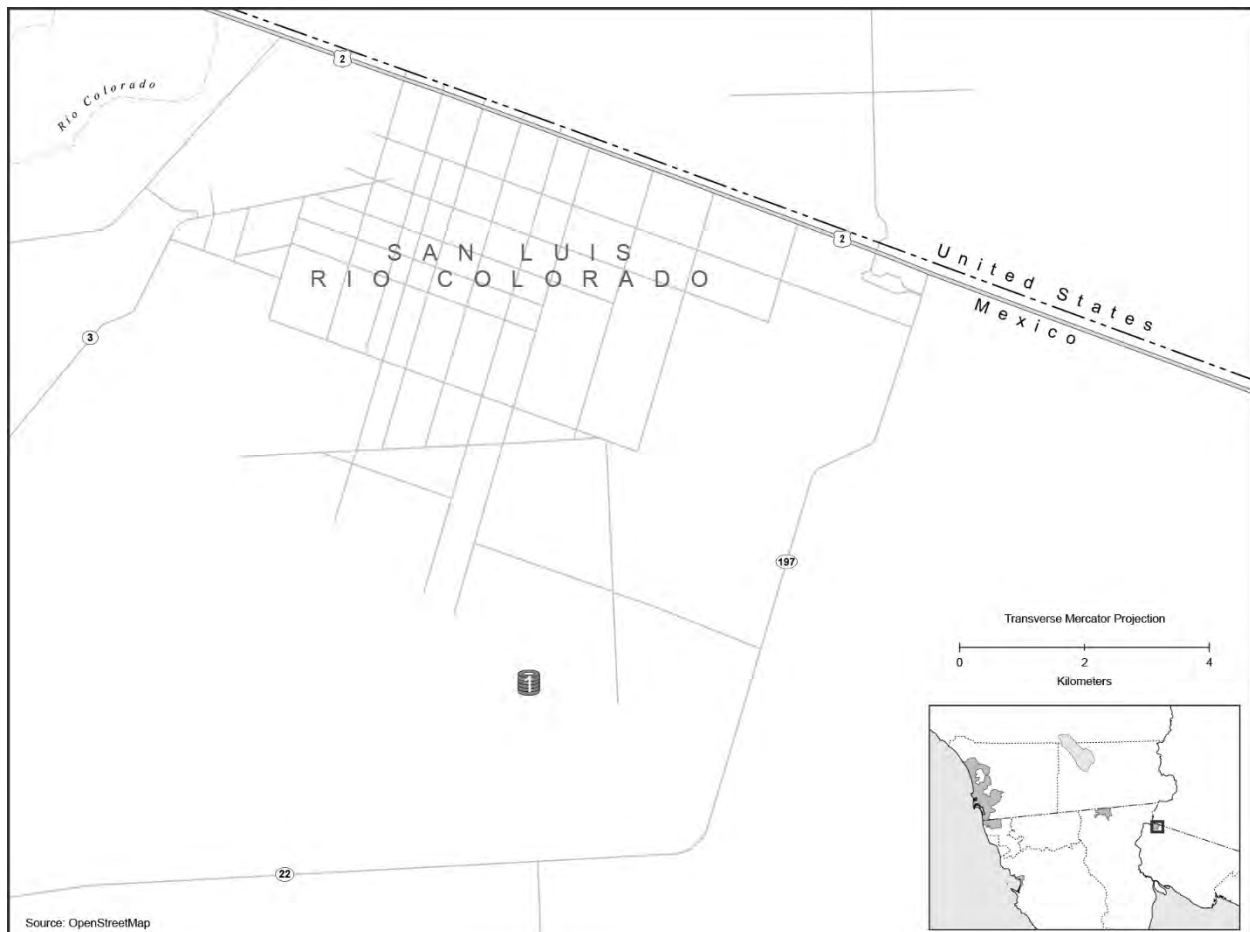 2
Rio Colorado
SAN LUIS
RIO COLORADO
2
United States
Mexico
3
197
1
22
Transverse Mercator Projection
0 2 4
Kilometers
Source: OpenStreetMap